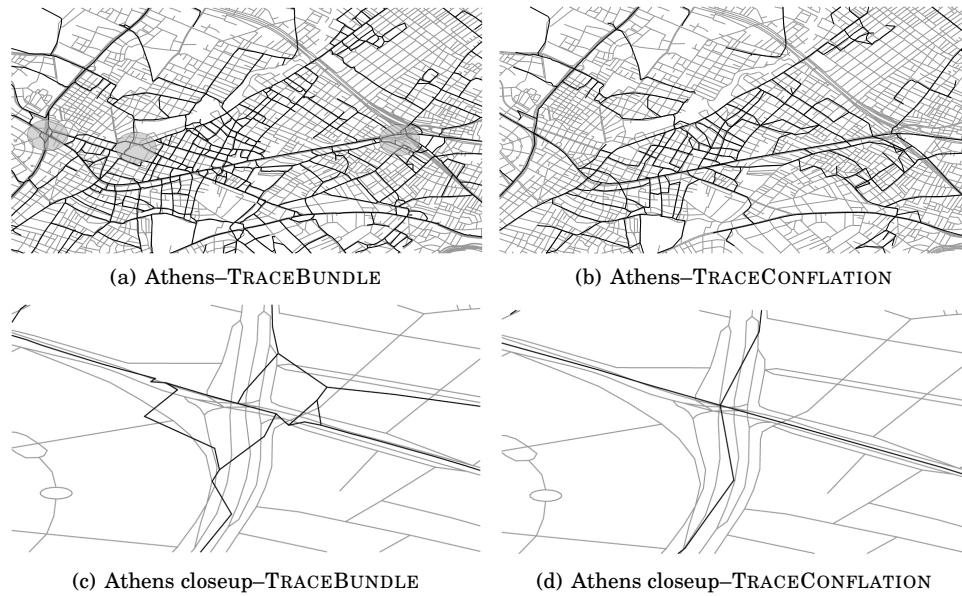 (a) Athens–TRACEBUNDLE
(b) Athens–TRACECONFLATION
(c) Athens closeup–TRACEBUNDLE
(d) Athens closeup–TRACECONFLATION